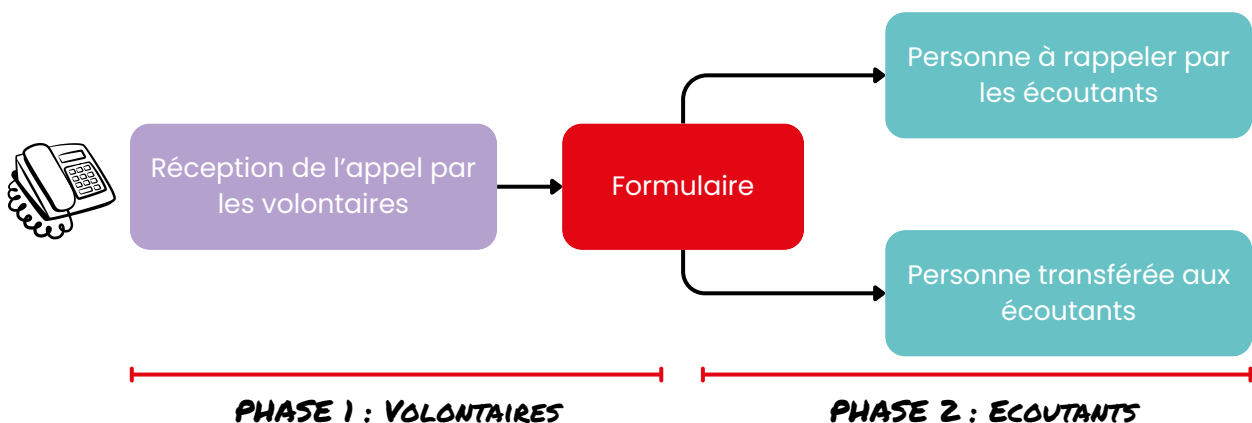 Réception de l’appel par
les volontaires
Formulaire
Personne à rappeler par
les écoutants
Personne transférée aux
écoutants
PHASE 1 : VOLONTAIRES
PHASE 2 : ECOUTANTS